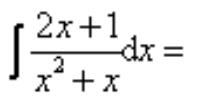 ∫ (2x+1)/(x²+x) dx =